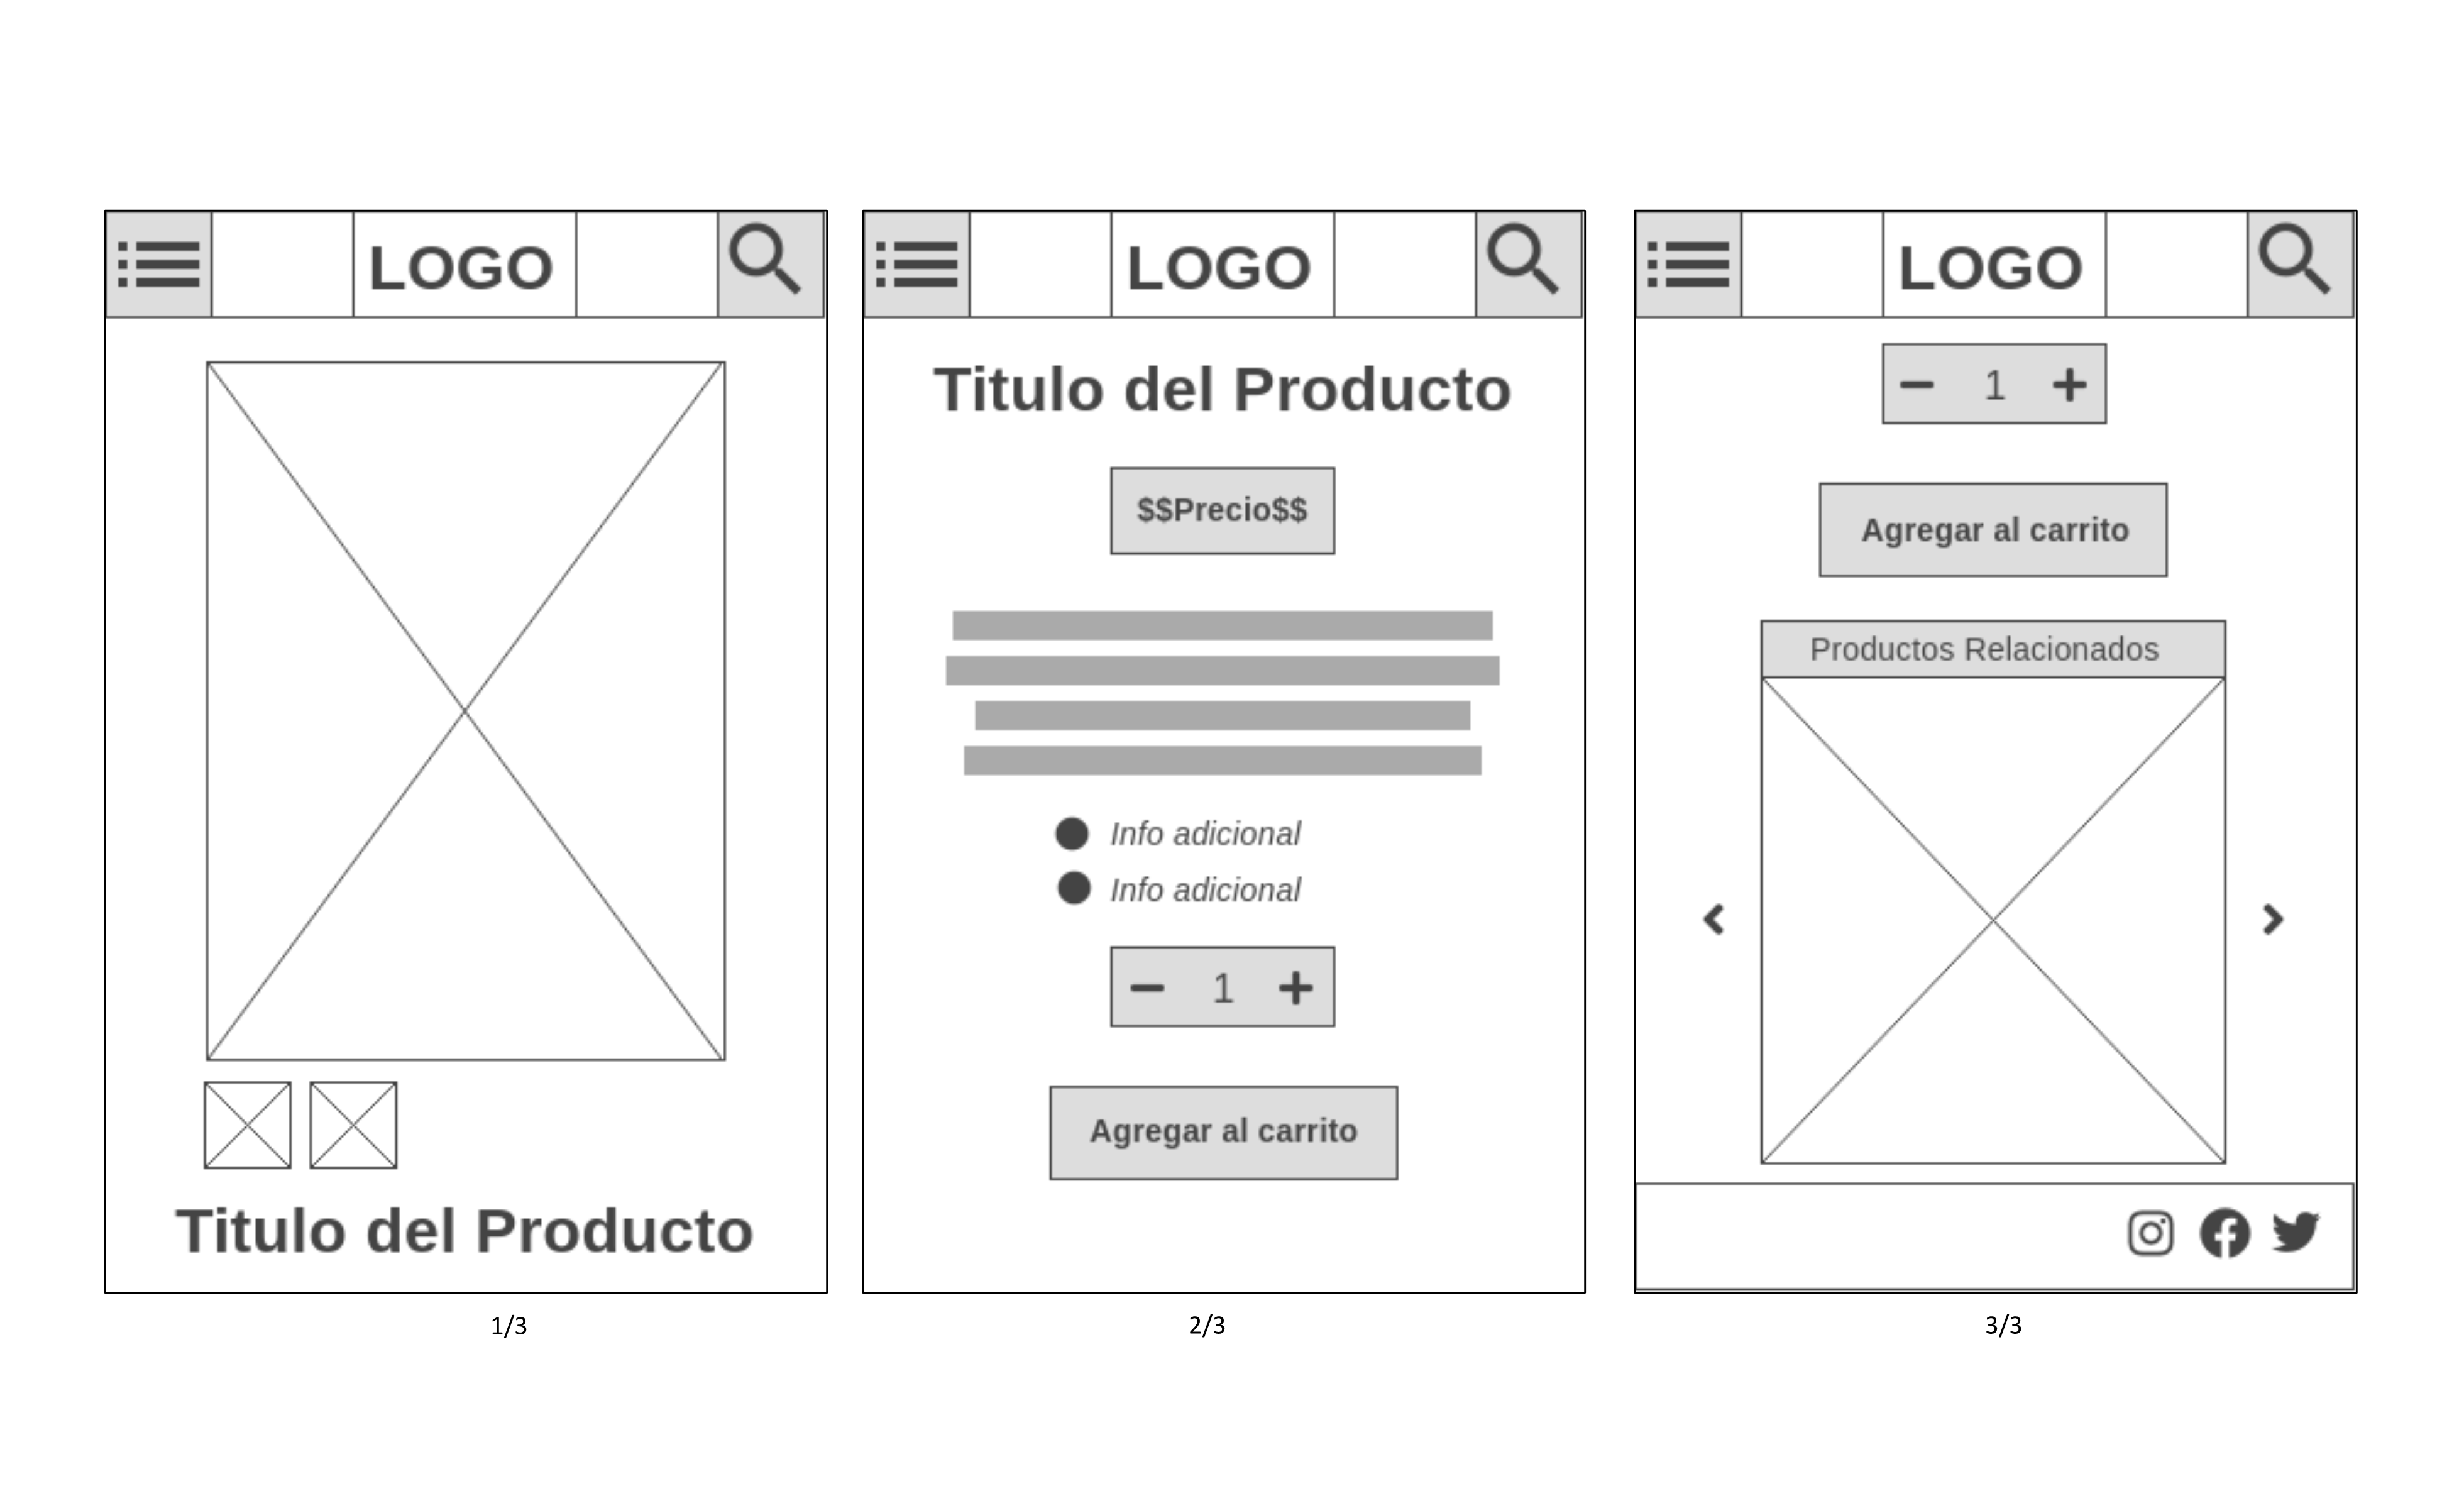 LOGO
Titulo del Producto
1/3
LOGO
Titulo del Producto
$$Precio$$
Info adicional
Info adicional
1
Agregar al carrito
2/3
LOGO
1
Agregar al carrito
Productos Relacionados
3/3